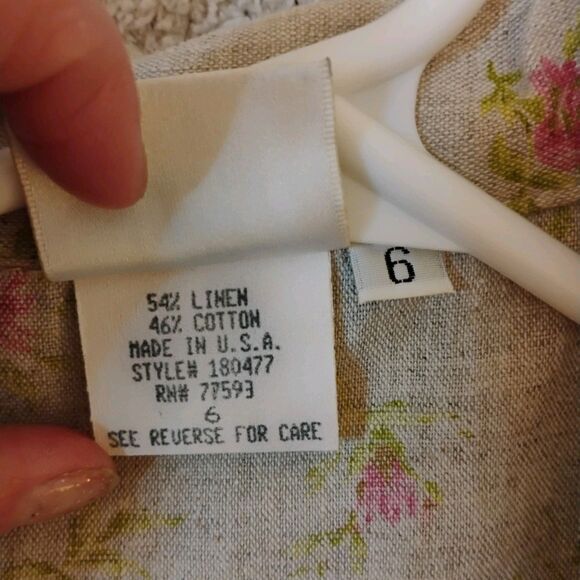 6
54% LINEN
46% COTTON
MADE IN U.S.A.
STYLE# 180477
RN# 77593
6
SEE REVERSE FOR CARE